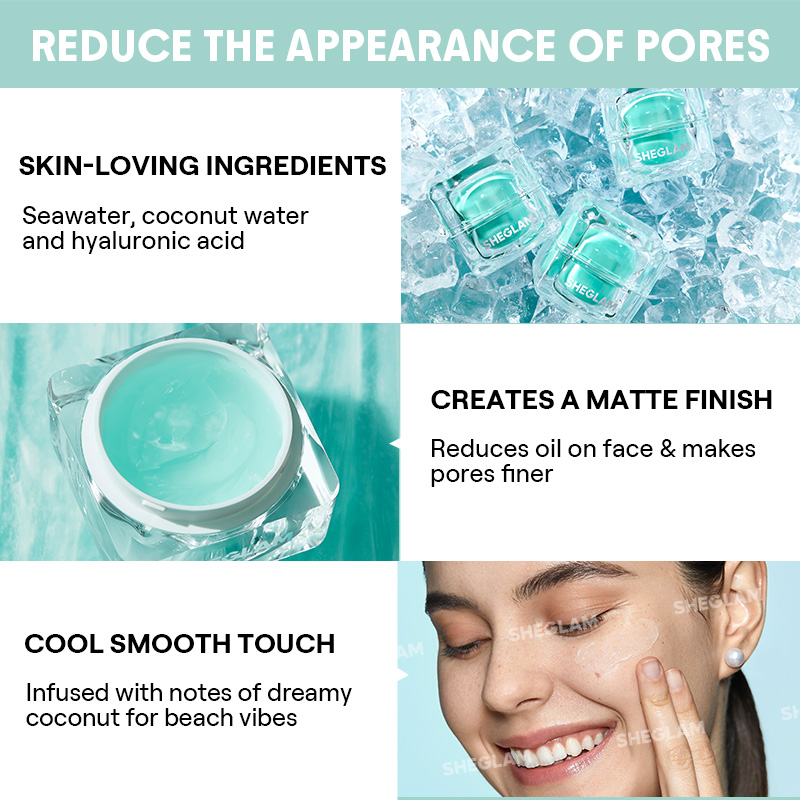 REDUCE THE APPEARANCE OF PORES
SKIN-LOVING INGREDIENTS
Seawater, coconut water
and hyaluronic acid
SHEGLAM
SHEGLAM
SHEGLAM
CREATES A MATTE FINISH
Reduces oil on face & makes
pores finer
COOL SMOOTH TOUCH
Infused with notes of dreamy
coconut for beach vibes
SHEGLAM
SHEGLAM
SHEGLAM
SHEGLAM